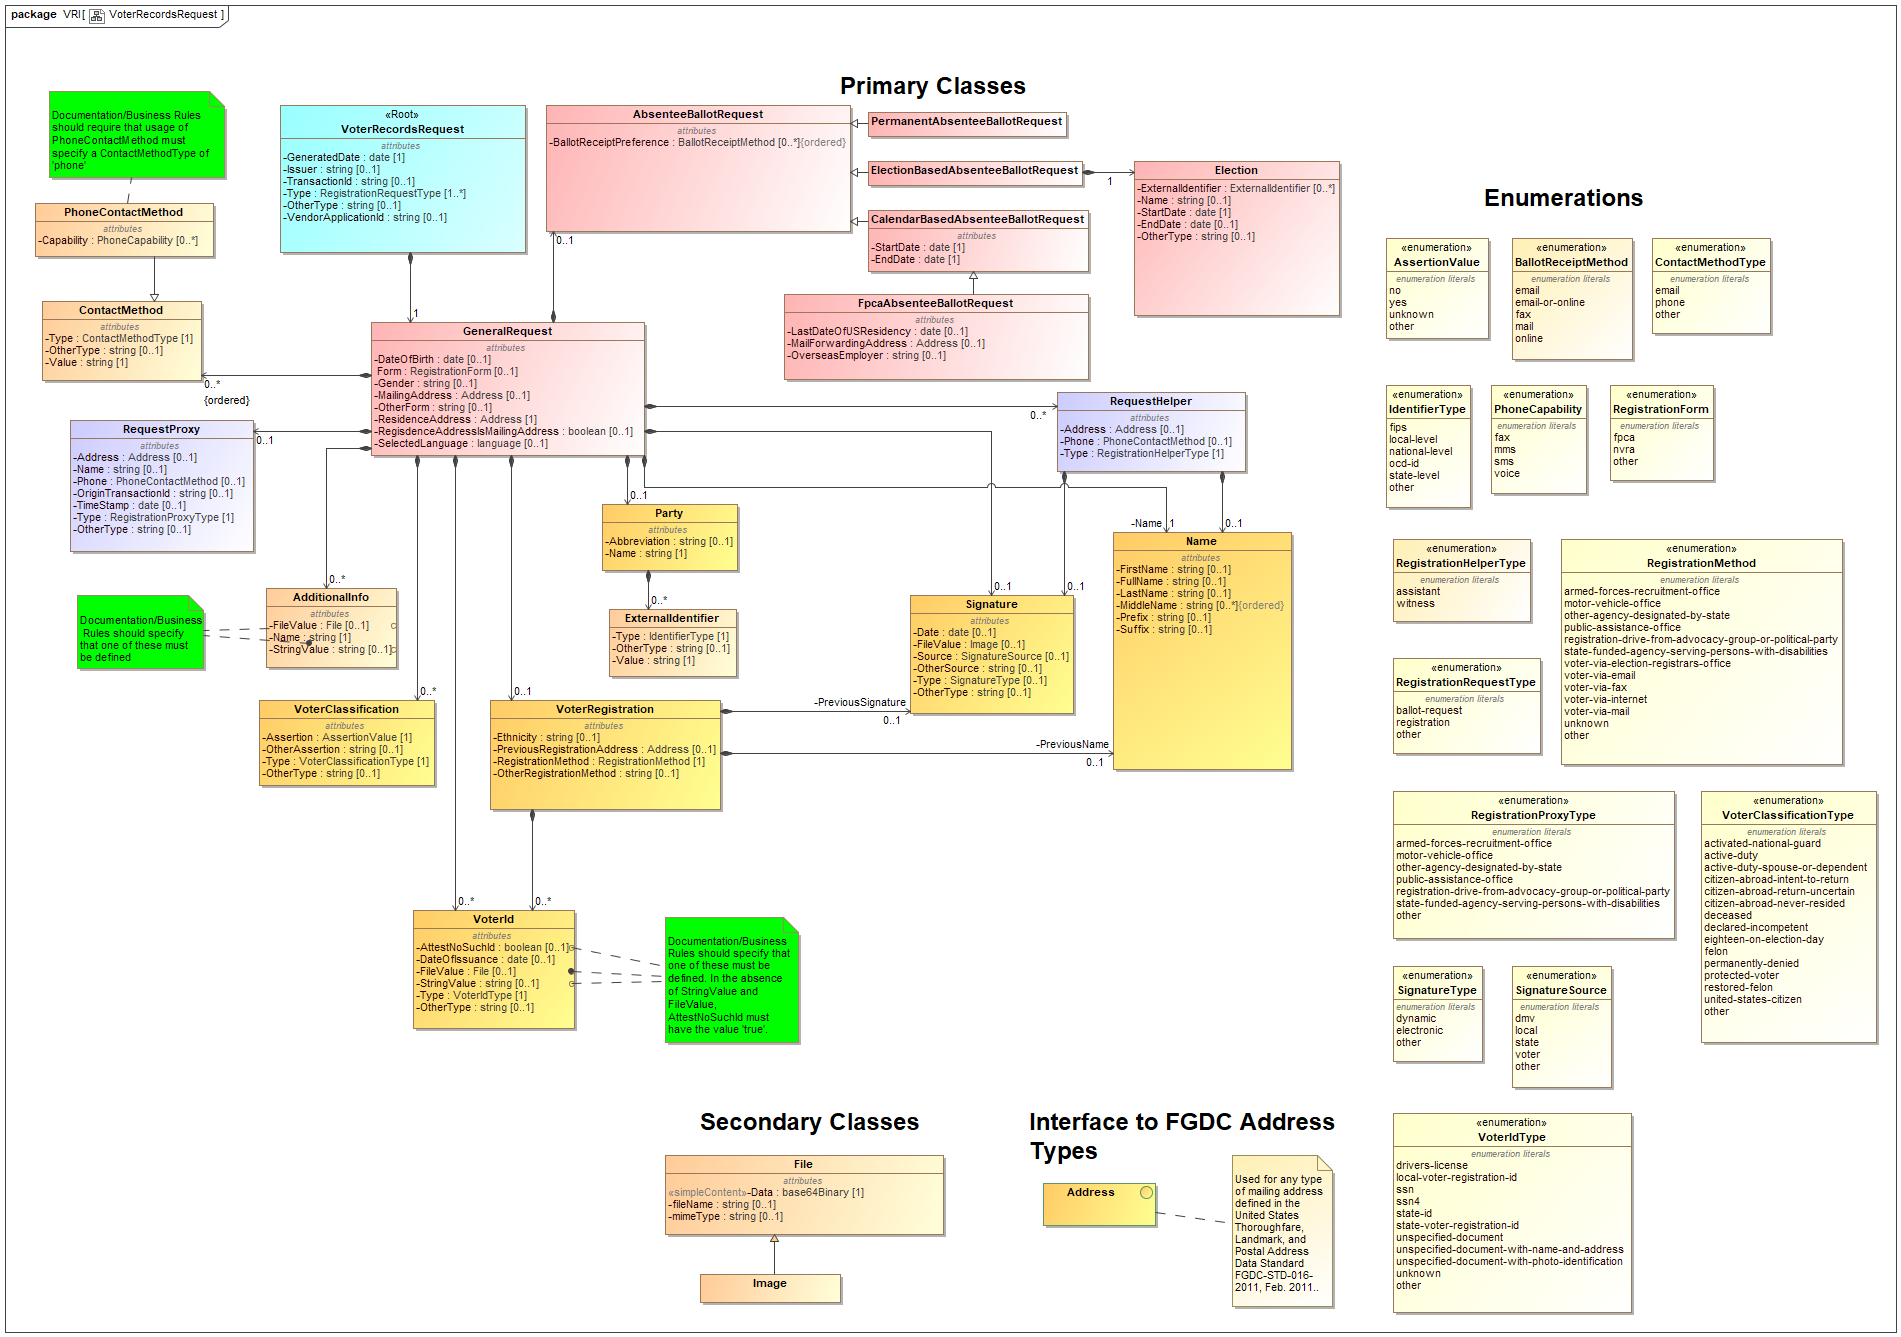 package VRI[ VoterRecordsRequest ]
Primary Classes
Documentation/Business Rules
should require that usage of
PhoneContactMethod must
specify a ContactMethodType of
'phone'
PhoneContactMethod
attributes
-Capability : PhoneCapability [0..*]
ContactMethod
attributes
-Type : ContactMethodType [1]
-OtherType : string [0..1]
-Value : string [1]
0..*
{ordered}
«Root»
VoterRecordsRequest
attributes
-GeneratedDate : date [1]
-Issuer : string [0..1]
-TransactionId : string [0..1]
-Type : RegistrationRequestType [1..*]
-OtherType : string [0..1]
-VendorApplicationId : string [0..1]
1
AbsenteeBallotRequest
attributes
-BallotReceiptPreference : BallotReceiptMethod [0..*]{ordered}
0..1
PermanentAbsenteeBallotRequest
ElectionBasedAbsenteeBallotRequest
1
CalendarBasedAbsenteeBallotRequest
attributes
-StartDate : date [1]
-EndDate : date [1]
FpcaAbsenteeBallotRequest
attributes
-LastDateOfUSResidency : date [0..1]
-MailForwardingAddress : Address [0..1]
-OverseasEmployer : string [0..1]
Election
attributes
-ExternalIdentifier : ExternalIdentifier [0..*]
-Name : string [0..1]
-StartDate : date [1]
-EndDate : date [0..1]
-OtherType : string [0..1]
GeneralRequest
attributes
-DateOfBirth : date [0..1]
Form : RegistrationForm [0..1]
-Gender : string [0..1]
-MailingAddress : Address [0..1]
-OtherForm : string [0..1]
-ResidenceAddress : Address [1]
-RegisdenceAddressIsMailingAddress : boolean [0..1]
-SelectedLanguage : language [0..1]
RequestProxy
attributes
-Address : Address [0..1]
-Name : string [0..1]
-Phone : PhoneContactMethod [0..1]
-OriginTransactionId : string [0..1]
-TimeStamp : date [0..1]
-Type : RegistrationProxyType [1]
-OtherType : string [0..1]
0..1
RequestHelper
attributes
-Address : Address [0..1]
-Phone : PhoneContactMethod [0..1]
-Type : RegistrationHelperType [1]
0..*
Party
attributes
-Abbreviation : string [0..1]
-Name : string [1]
0..1
0..*
ExternalIdentifier
attributes
-Type : IdentifierType [1]
-OtherType : string [0..1]
-Value : string [1]
-Name 1
0..1
Name
attributes
-FirstName : string [0..1]
-FullName : string [0..1]
-LastName : string [0..1]
-MiddleName : string [0..*]{ordered}
-Prefix : string [0..1]
-Suffix : string [0..1]
0..1
0..1
Signature
attributes
-Date : date [0..1]
-FileValue : Image [0..1]
-Source : SignatureSource [0..1]
-OtherSource : string [0..1]
-Type : SignatureType [0..1]
-OtherType : string [0..1]
Documentation/Business
Rules should specify
that one of these must
be defined
0..*
AdditionalInfo
attributes
-FileValue : File [0..1]
-Name : string [1]
-StringValue : string [0..1]
0..*
VoterClassification
attributes
-Assertion : AssertionValue [1]
-OtherAssertion : string [0..1]
-Type : VoterClassificationType [1]
-OtherType : string [0..1]
0..1
VoterRegistration
attributes
-Ethnicity : string [0..1]
-PreviousRegistrationAddress : Address [0..1]
-RegistrationMethod : RegistrationMethod [1]
-OtherRegistrationMethod : string [0..1]
-PreviousSignature
0..1
-PreviousName
0..1
0..*
0..*
VoterId
attributes
-AttestNoSuchId : boolean [0..1]
-DateOfIssuance : date [0..1]
-FileValue : File [0..1]
-StringValue : string [0..1]
-Type : VoterIdType [1]
-OtherType : string [0..1]
Documentation/Business
Rules should specify that
one of these must be
defined. In the absence
of StringValue and
FileValue,
AttestNoSuchId must
have the value 'true'.
Secondary Classes
File
attributes
«simpleContent»-Data : base64Binary [1]
-fileName : string [0..1]
-mimeType : string [0..1]
Image
Interface to FGDC Address
Types
Address
Used for any type
of mailing address
defined in the
United States
Thoroughfare,
Landmark, and
Postal Address
Data Standard
FGDC-STD-016-
2011, Feb. 2011..
Enumerations
«enumeration»
AssertionValue
enumeration literals
no
yes
unknown
other
«enumeration»
BallotReceiptMethod
enumeration literals
email
email-or-online
fax
mail
online
«enumeration»
ContactMethodType
enumeration literals
email
phone
other
«enumeration»
IdentifierType
enumeration literals
fips
local-level
national-level
ocd-id
state-level
other
«enumeration»
PhoneCapability
enumeration literals
fax
mms
sms
voice
«enumeration»
RegistrationForm
enumeration literals
fpca
nvra
other
«enumeration»
RegistrationHelperType
enumeration literals
assistant
witness
«enumeration»
RegistrationMethod
enumeration literals
armed-forces-recruitment-office
motor-vehicle-office
other-agency-designated-by-state
public-assistance-office
registration-drive-from-advocacy-group-or-political-party
state-funded-agency-serving-persons-with-disabilities
voter-via-election-registrars-office
voter-via-email
voter-via-fax
voter-via-internet
voter-via-mail
unknown
other
«enumeration»
RegistrationRequestType
enumeration literals
ballot-request
registration
other
«enumeration»
RegistrationProxyType
enumeration literals
armed-forces-recruitment-office
motor-vehicle-office
other-agency-designated-by-state
public-assistance-office
registration-drive-from-advocacy-group-or-political-party
state-funded-agency-serving-persons-with-disabilities
other
«enumeration»
VoterClassificationType
enumeration literals
activated-national-guard
active-duty
active-duty-spouse-or-dependent
citizen-abroad-intent-to-return
citizen-abroad-return-uncertain
citizen-abroad-never-resided
deceased
declared-incompetent
eighteen-on-election-day
felon
permanently-denied
protected-voter
restored-felon
united-states-citizen
other
«enumeration»
SignatureType
enumeration literals
dynamic
electronic
other
«enumeration»
SignatureSource
enumeration literals
dmv
local
state
voter
other
«enumeration»
VoterIdType
enumeration literals
drivers-license
local-voter-registration-id
ssn
ssn4
state-id
state-voter-registration-id
unspecified-document
unspecified-document-with-name-and-address
unspecified-document-with-photo-identification
unknown
other